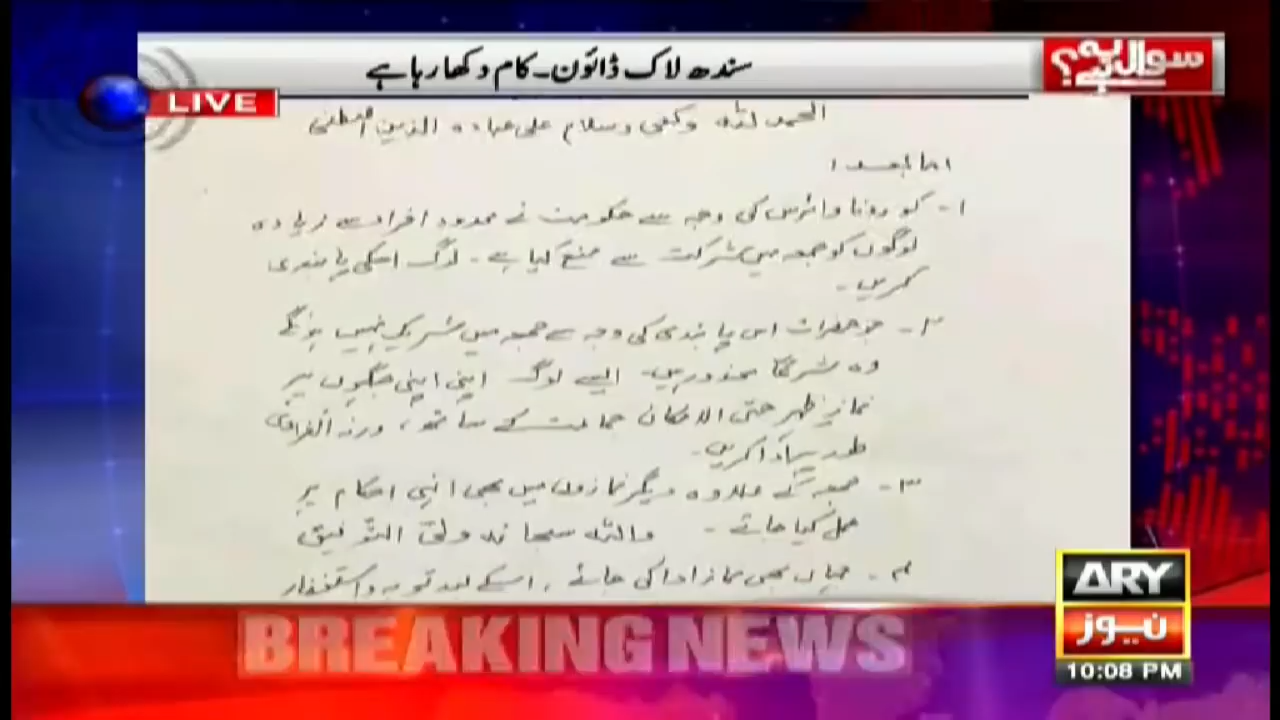 سندھ لاک ڈاؤن۔ کام دکھا رہا ہے
سوال یہ ہے؟
LIVE
الحمد للہ وکفی وسلام علی عبادہ الذین اصطفی
اما بعد !
۱۔ کورونا وائرس کی وجہ سے حکومت نے محدود افراد سے زیادہ
لوگوں کو جمعہ میں شرکت سے منع کیا ہے ۔ لوگ اسکی پابندی
کریں ۔
۲۔ جو حضرات اس پابندی کی وجہ سے جمعہ میں شریک نہیں ہونگے
وہ شرعًا معذور ہیں۔ ایسے لوگ اپنی اپنی جگہوں پر
نماز ظہر حتی الامکان جماعت کے ساتھ، ورنہ انفرادی
طور پر ادا کریں ۔
۳۔ جمعہ کے علاوہ دیگر نمازوں میں بھی انہی احکام پر
عمل کیا جائے ۔ واللہ سبحانہ ولی التوفیق
۴۔ جہاں بھی نماز ادا کی جائے ، اسکے بعد توبہ و استغفار
BREAKING NEWS
ARY
نیوز
10:08 PM